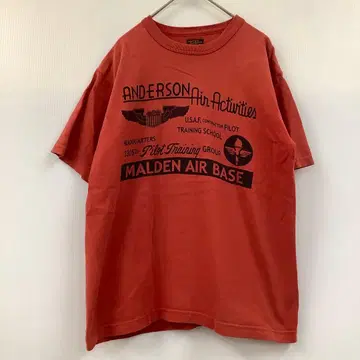 ANDERSON Air Activities
U.S.A.F. CONTRACT PILOT
TRAINING SCHOOL
Pilot Training GROUP
MALDEN AIR BASE